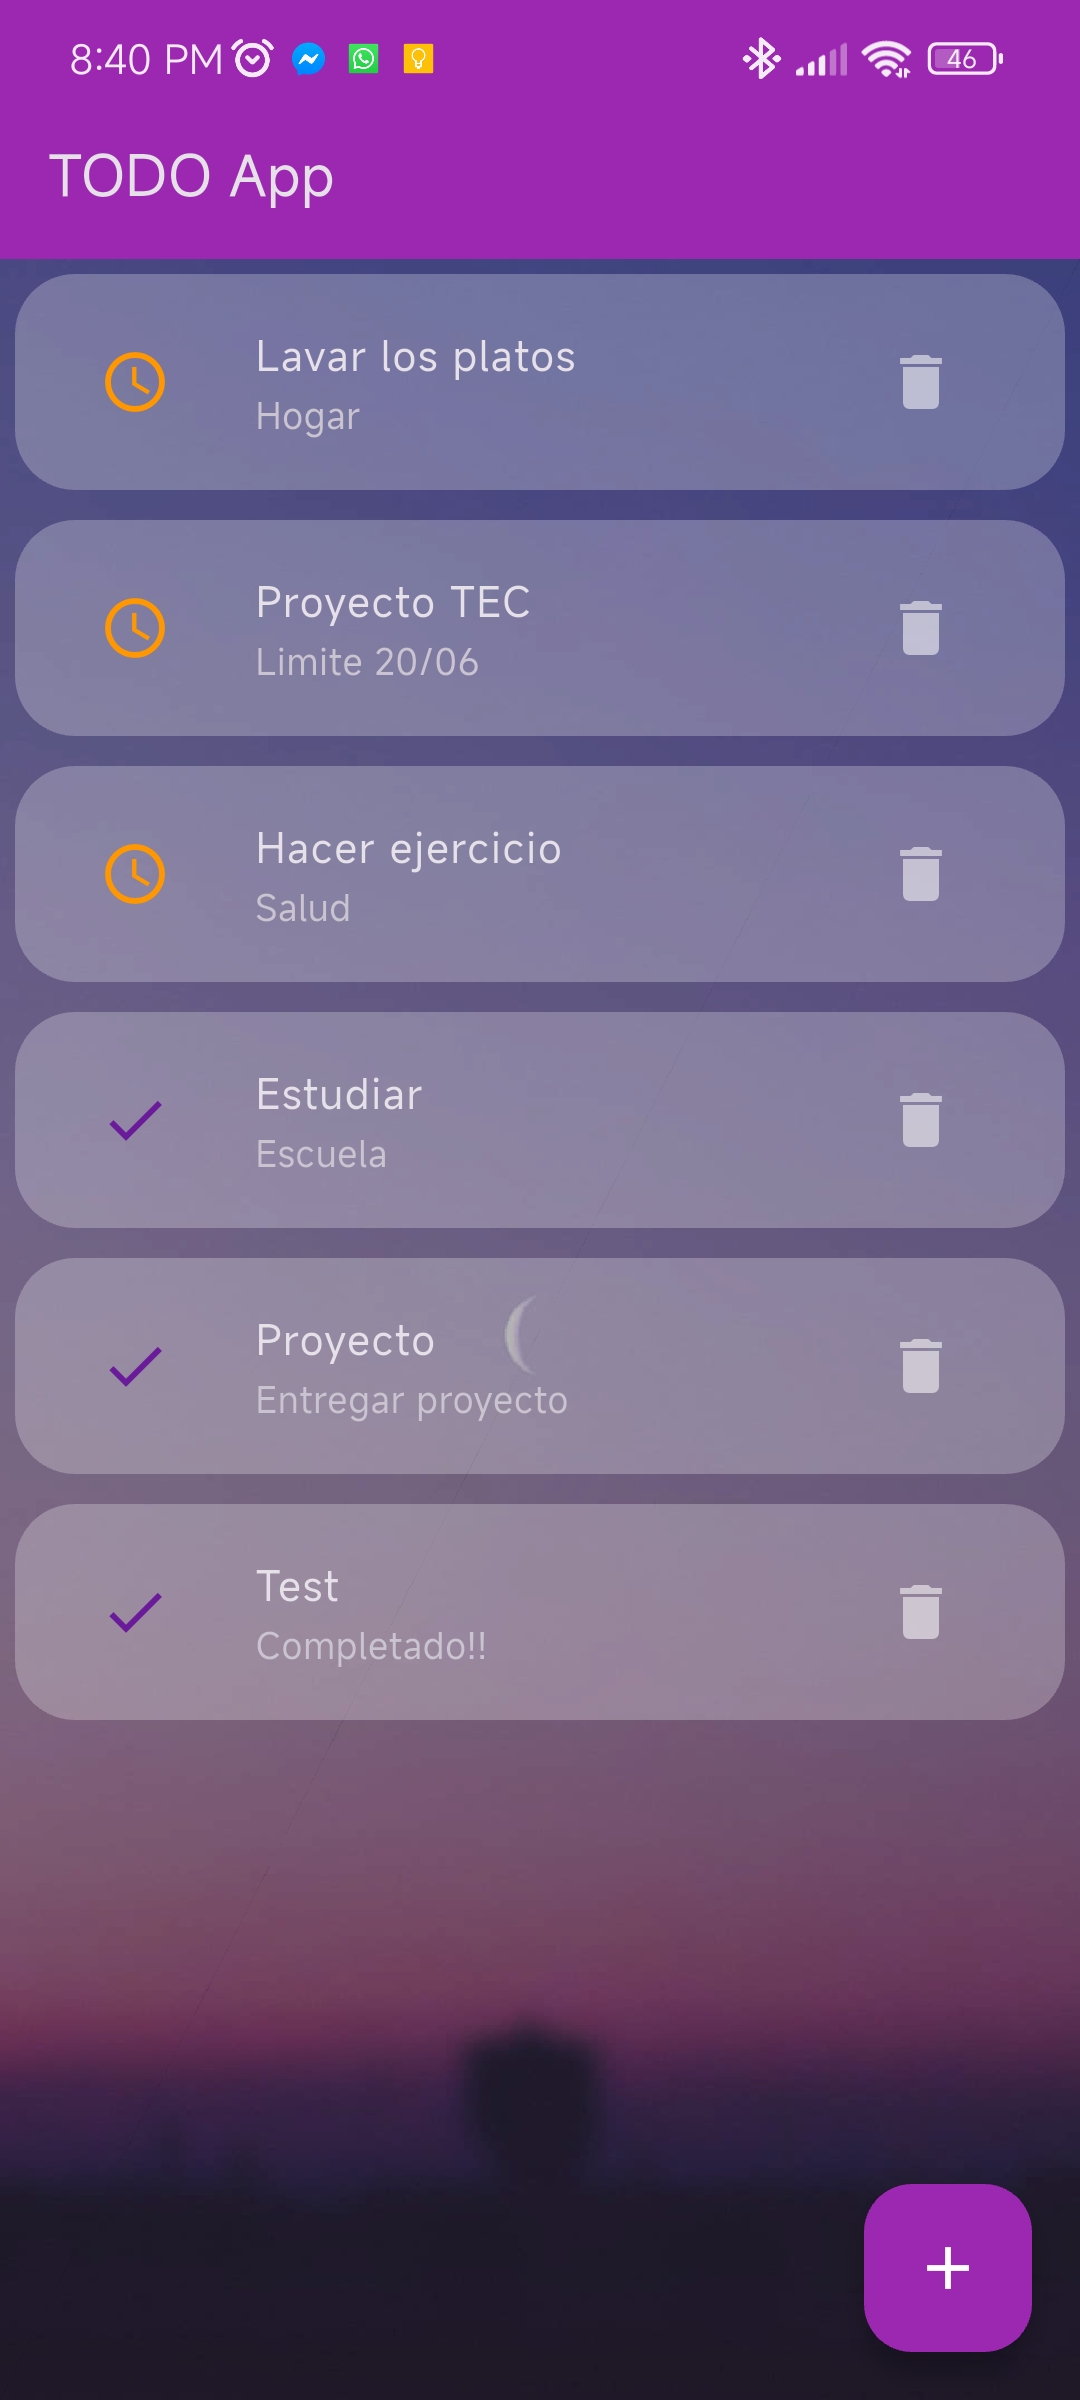 8:40 PM
46
TODO App
Lavar los platos
Hogar
Proyecto TEC
Limite 20/06
Hacer ejercicio
Salud
Estudiar
Escuela
Proyecto
Entregar proyecto
Test
Completado!!